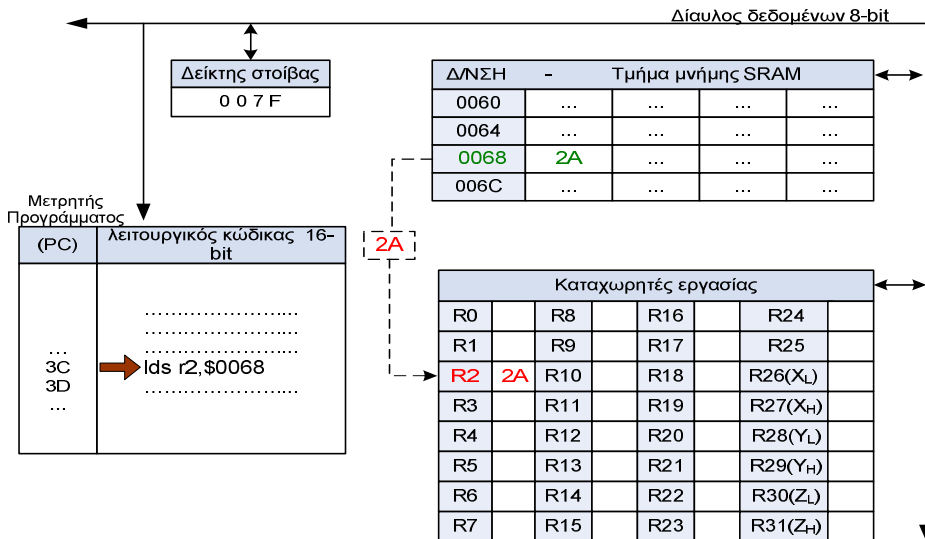 Δίαυλος δεδομένων 8-bit
Δείκτης στοίβας
0 0 7 F
Δ/ΝΣΗ - Τμήμα μνήμης SRAM
0060 ... ... ... ...
0064 ... ... ... ...
0068 2A ... ... ...
006C ... ... ... ...
Μετρητής
Προγράμματος
(PC) λειτουργικός κώδικας 16-
bit
2A
.......................
.......................
... .......................
3C lds r2,$0068
3D .......................
...
Καταχωρητές εργασίας
R0 R8 R16 R24
R1 R9 R17 R25
R2 2A R10 R18 R26(XL)
R3 R11 R19 R27(XH)
R4 R12 R20 R28(YL)
R5 R13 R21 R29(YH)
R6 R14 R22 R30(ZL)
R7 R15 R23 R31(ZH)